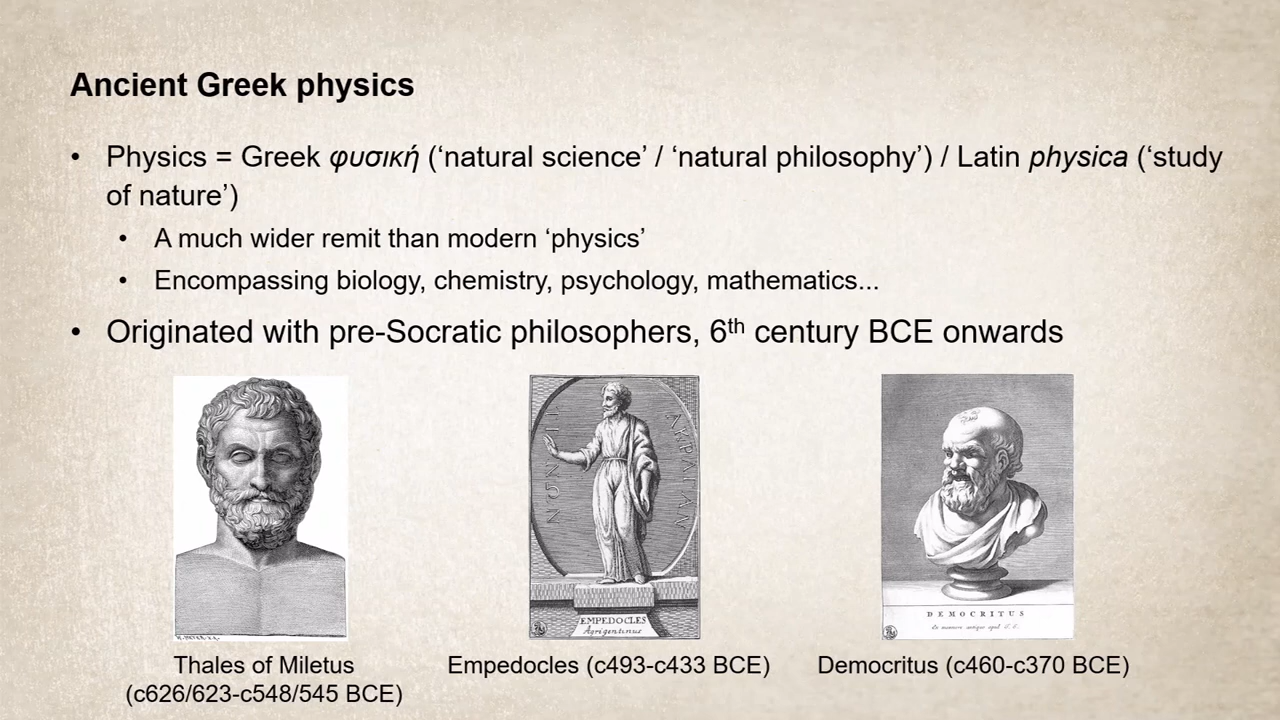 Ancient Greek physics
• Physics = Greek φυσική (‘natural science’ / ‘natural philosophy’) / Latin physica (‘study
of nature’)
• A much wider remit than modern ‘physics’
• Encompassing biology, chemistry, psychology, mathematics...
• Originated with pre-Socratic philosophers, 6th century BCE onwards
EMPEDOCLES
Agrigentinus
DEMOCRITUS
Thales of Miletus
(c626/623-c548/545 BCE)
Empedocles (c493-c433 BCE)
Democritus (c460-c370 BCE)